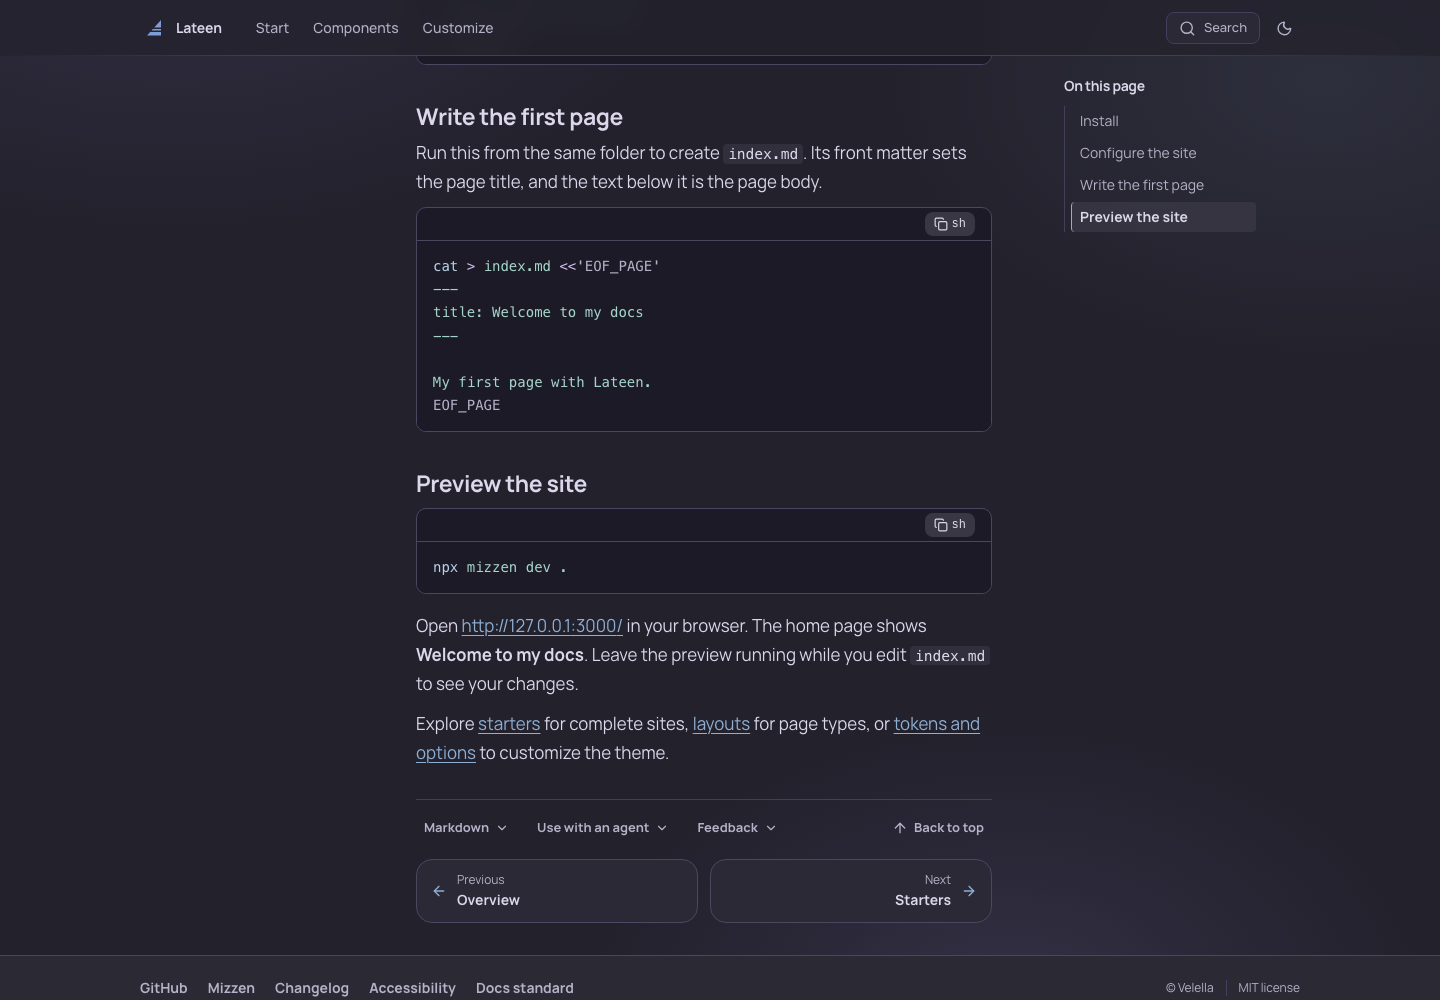 Lateen
Start
Components
Customize
Search
On this page
Install
Configure the site
Write the first page
Preview the site
Write the first page
Run this from the same folder to create index.md. Its front matter sets
the page title, and the text below it is the page body.
sh
cat > index.md <<'EOF_PAGE'
---
title: Welcome to my docs
---
My first page with Lateen.
EOF_PAGE
Preview the site
sh
npx mizzen dev .
Open http://127.0.0.1:3000/ in your browser. The home page shows
Welcome to my docs. Leave the preview running while you edit index.md
to see your changes.
Explore starters for complete sites, layouts for page types, or tokens and
options to customize the theme.
Markdown
Use with an agent
Feedback
Back to top
Previous
Overview
Next
Starters
GitHub
Mizzen
Changelog
Accessibility
Docs standard
© Velella
MIT license